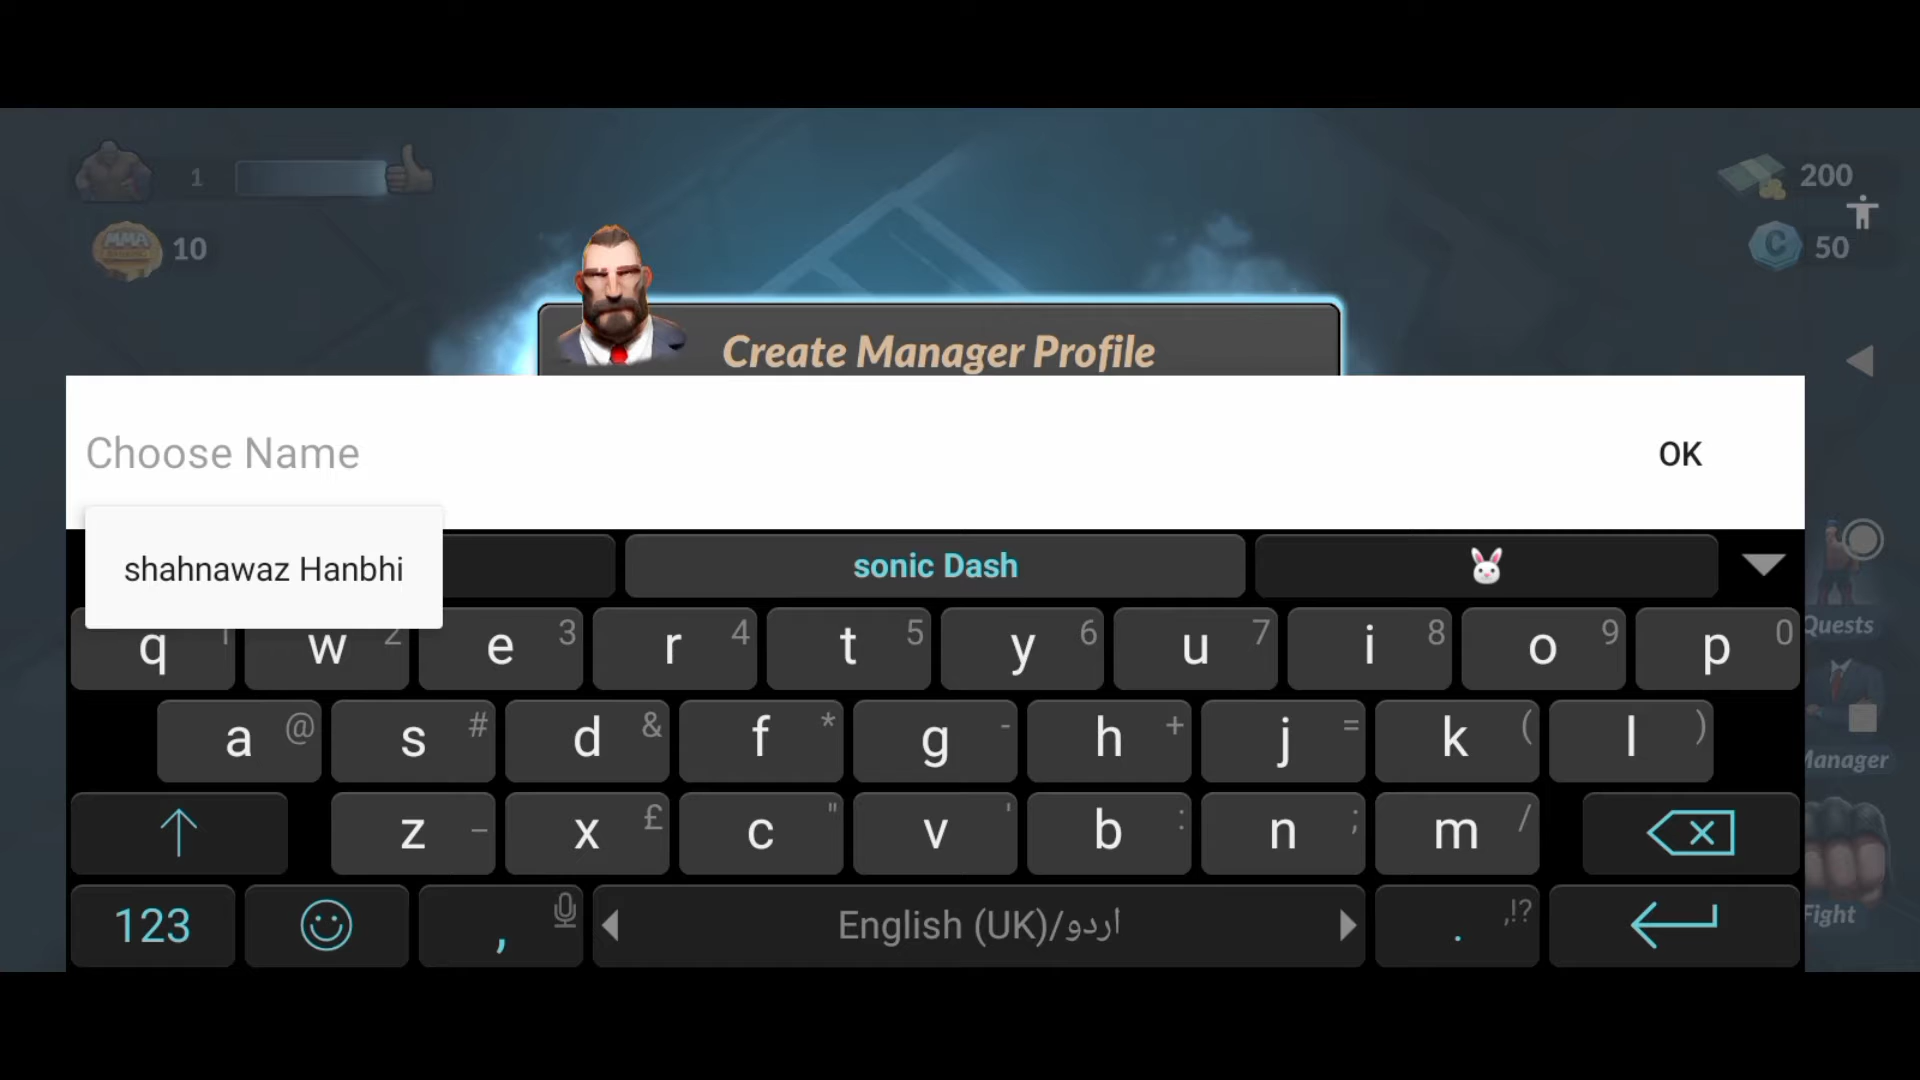 1
200
10
50
Create Manager Profile
Choose Name
OK
shahnawaz Hanbhi
sonic Dash
q w 2 e 3 r 4 t 5 y 6 u 7 i 8 o 9 p 0
Quests
a @ s # d & f * g - h + j = k ( l )
Manager
z _ x £ c " v ' b : n ; m /
123 , English (UK)/اردو . ,!?
Fight